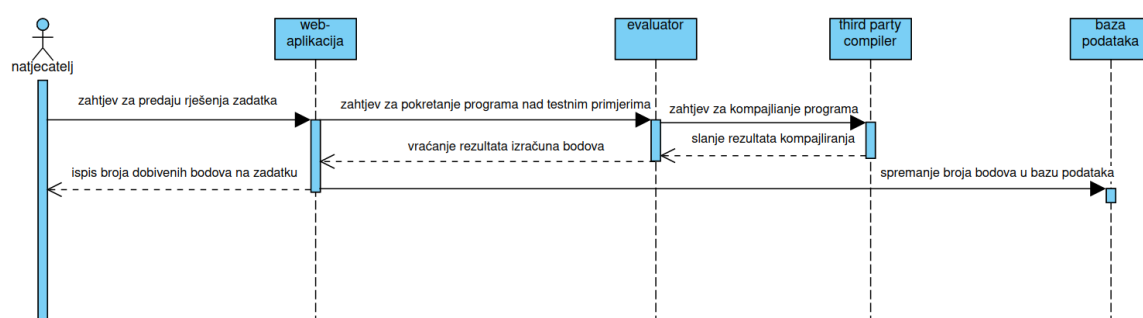 web-
aplikacija
evaluator
third party
compiler
baza
podataka
natjecatelj
zahtjev za predaju rješenja zadatka
zahtjev za pokretanje programa nad testnim primjerima
zahtjev za kompajlianje programa
slanje rezultata kompajliranja
vraćanje rezultata izračuna bodova
ispis broja dobivenih bodova na zadatku
spremanje broja bodova u bazu podataka